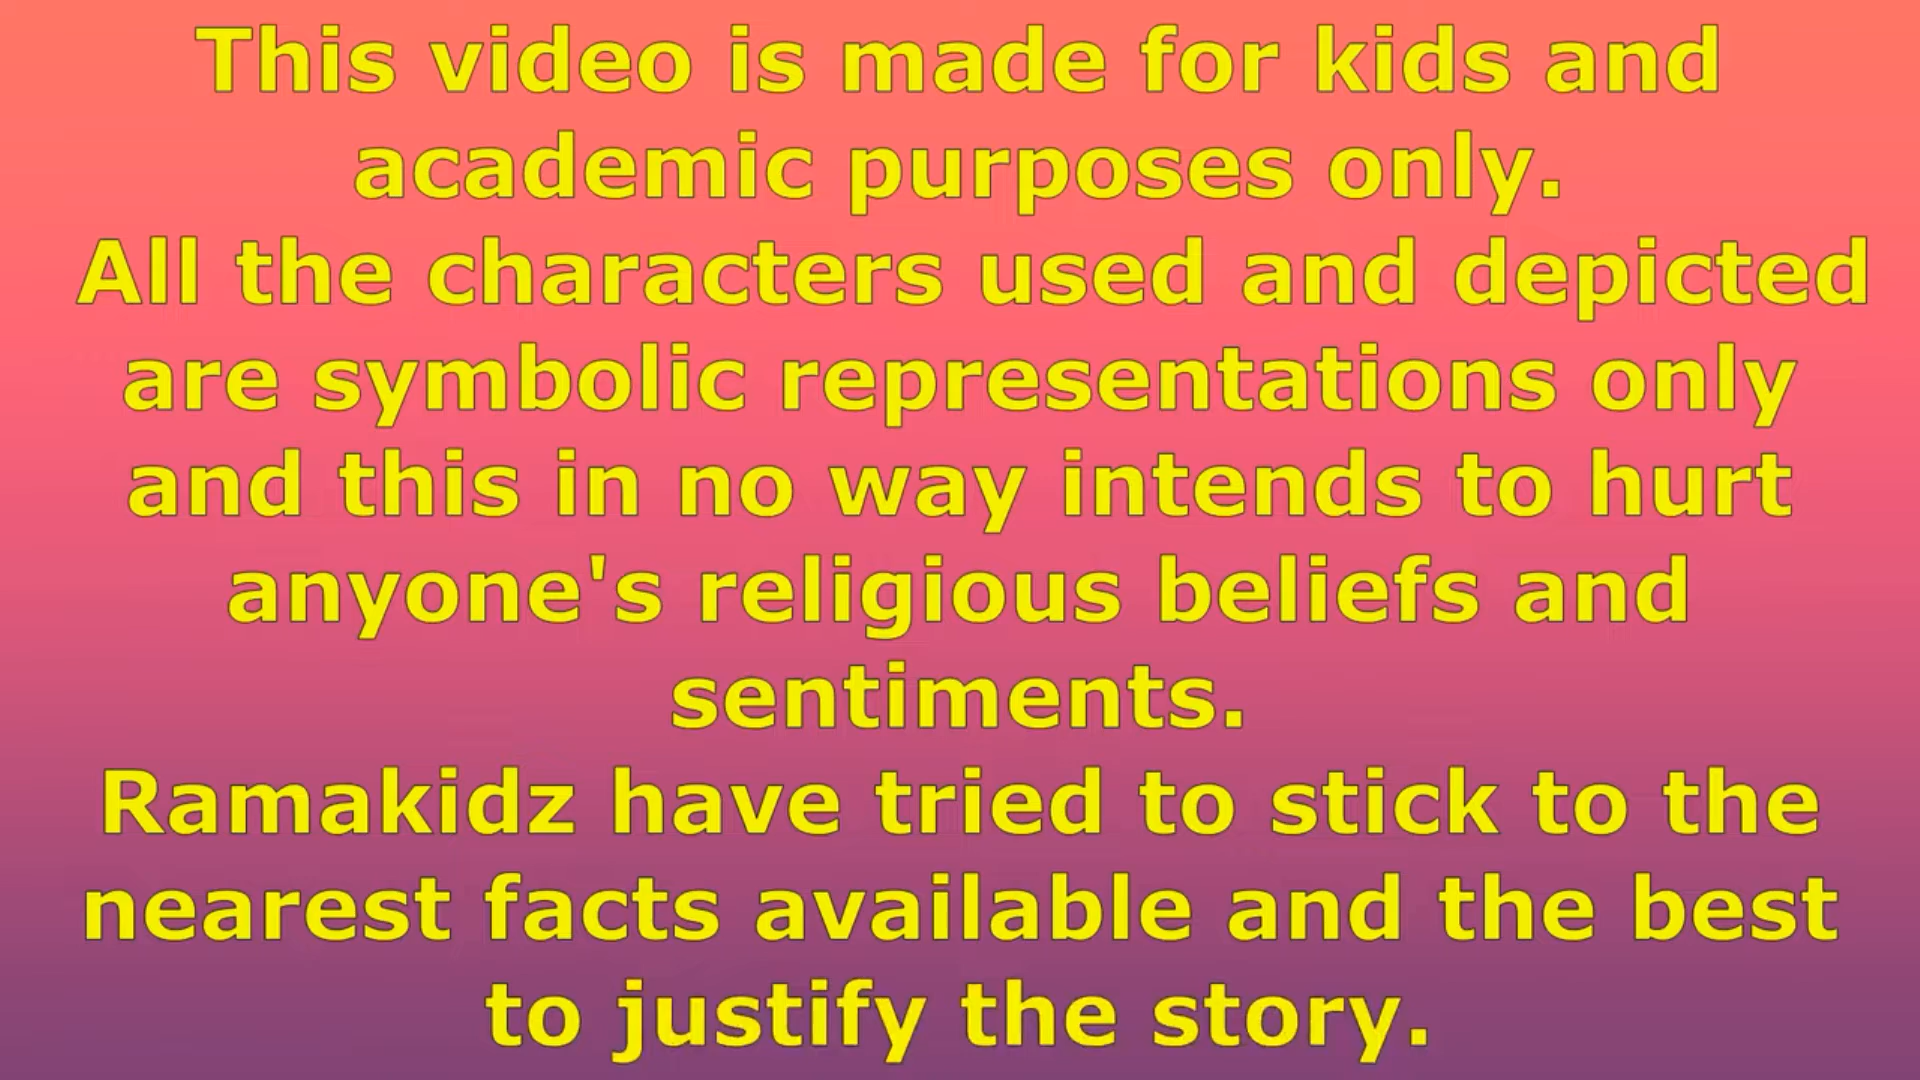 This video is made for kids and
academic purposes only.
All the characters used and depicted
are symbolic representations only
and this in no way intends to hurt
anyone's religious beliefs and
sentiments.
Ramakidz have tried to stick to the
nearest facts available and the best
to justify the story.